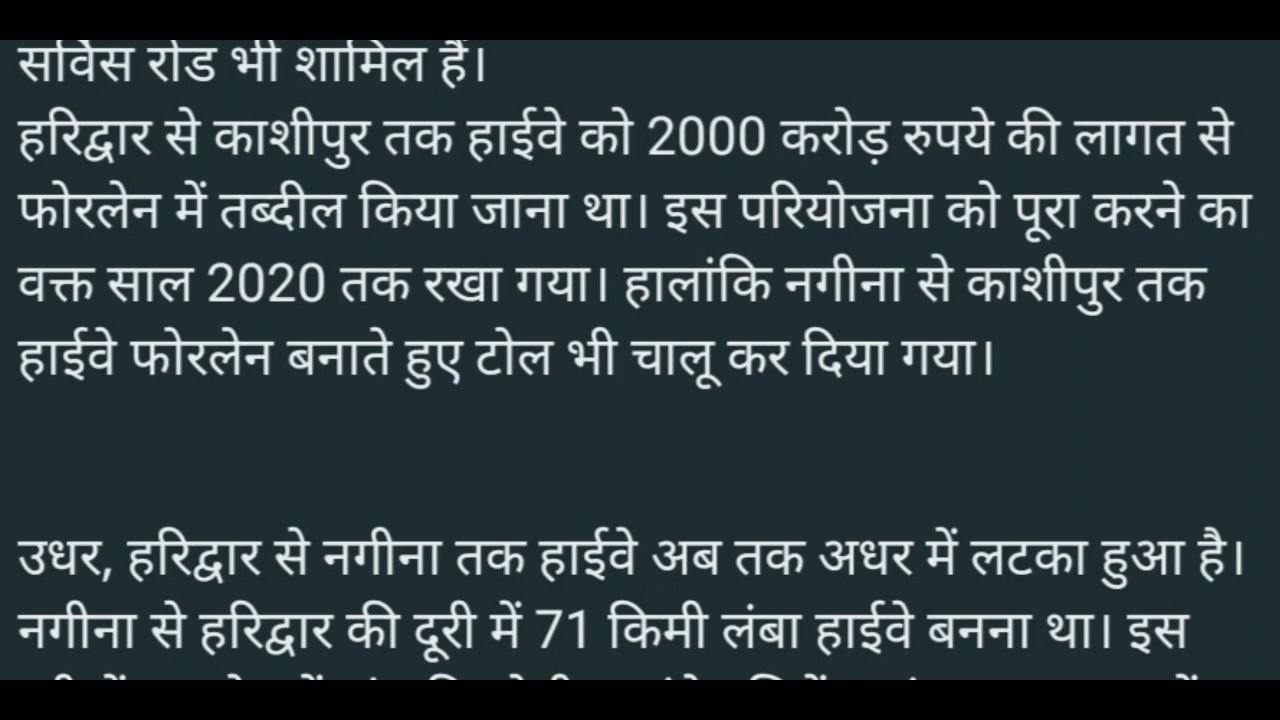 सर्विस रोड भी शामिल हैं।
हरिद्वार से काशीपुर तक हाईवे को 2000 करोड़ रुपये की लागत से
फोरलेन में तब्दील किया जाना था। इस परियोजना को पूरा करने का
वक्त साल 2020 तक रखा गया। हालांकि नगीना से काशीपुर तक
हाईवे फोरलेन बनाते हुए टोल भी चालू कर दिया गया।
उधर, हरिद्वार से नगीना तक हाईवे अब तक अधर में लटका हुआ है।
नगीना से हरिद्वार की दूरी में 71 किमी लंबा हाईवे बनना था। इस